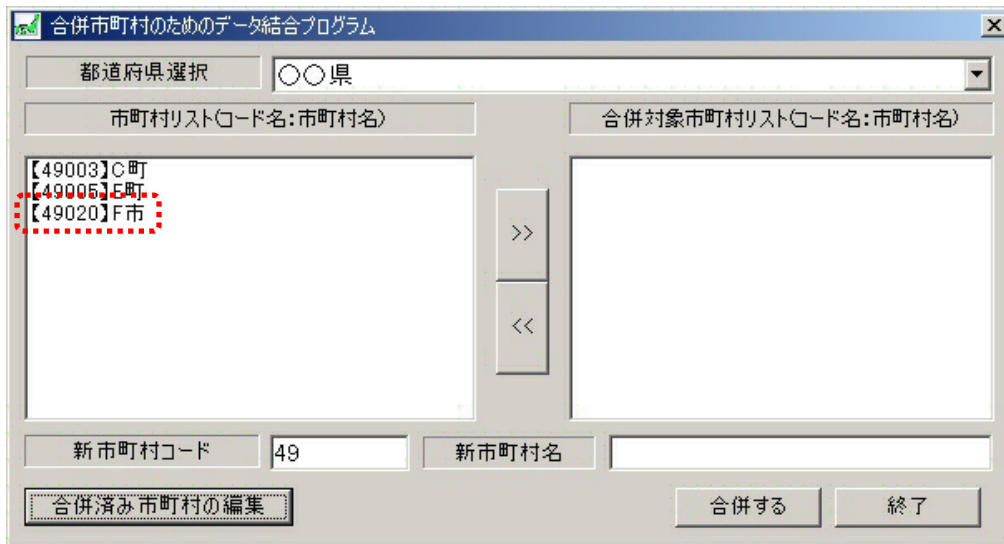 合併市町村のためのデータ結合プログラム
都道府県選択
○○県
市町村リスト(コード名:市町村名)
合併対象市町村リスト(コード名:市町村名)
【49003】C町
【49005】E町
【49020】F市
>>
<<
新市町村コード
49
新市町村名
合併済み市町村の編集
合併する
終了